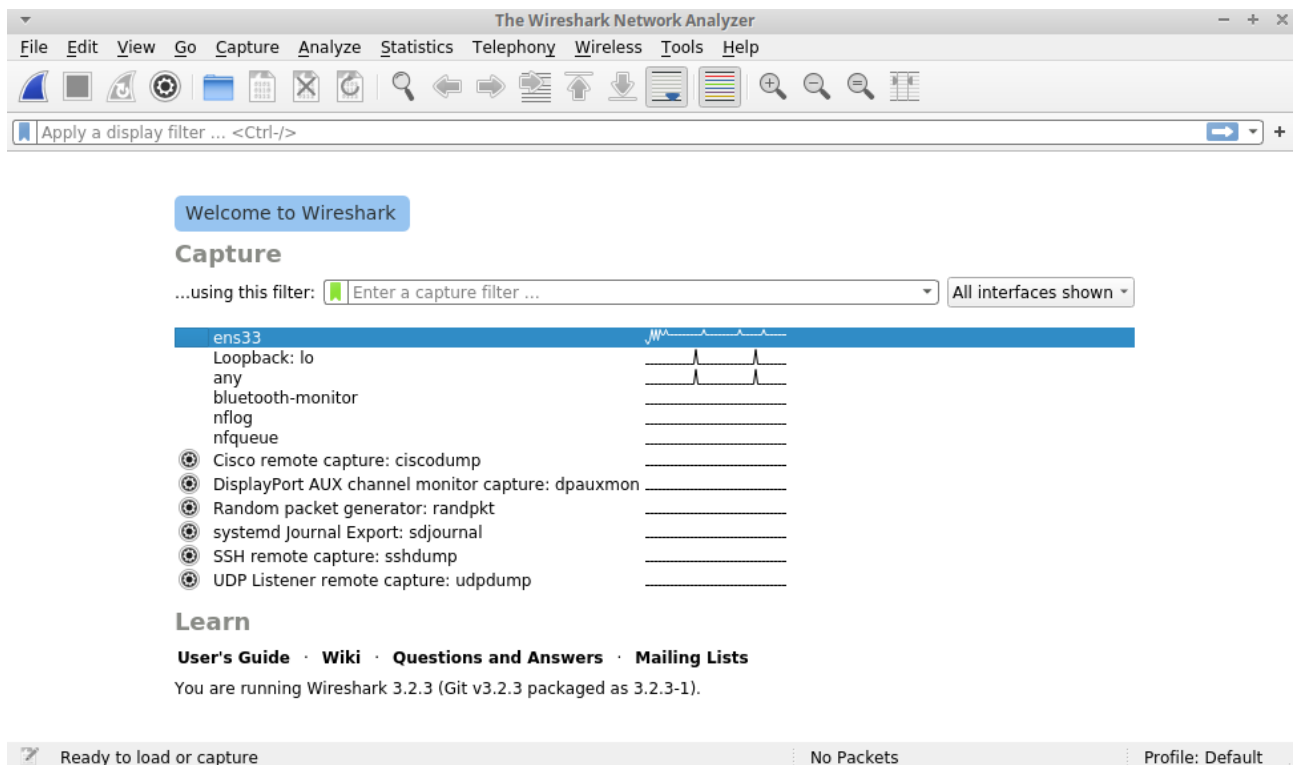 The Wireshark Network Analyzer
File Edit View Go Capture Analyze Statistics Telephony Wireless Tools Help
Apply a display filter ... <Ctrl-/>
Welcome to Wireshark
Capture
...using this filter: Enter a capture filter ... All interfaces shown
ens33
Loopback: lo
any
bluetooth-monitor
nflog
nfqueue
Cisco remote capture: ciscodump
DisplayPort AUX channel monitor capture: dpauxmon
Random packet generator: randpkt
systemd Journal Export: sdjournal
SSH remote capture: sshdump
UDP Listener remote capture: udpdump
Learn
User's Guide · Wiki · Questions and Answers · Mailing Lists
You are running Wireshark 3.2.3 (Git v3.2.3 packaged as 3.2.3-1).
Ready to load or capture No Packets Profile: Default